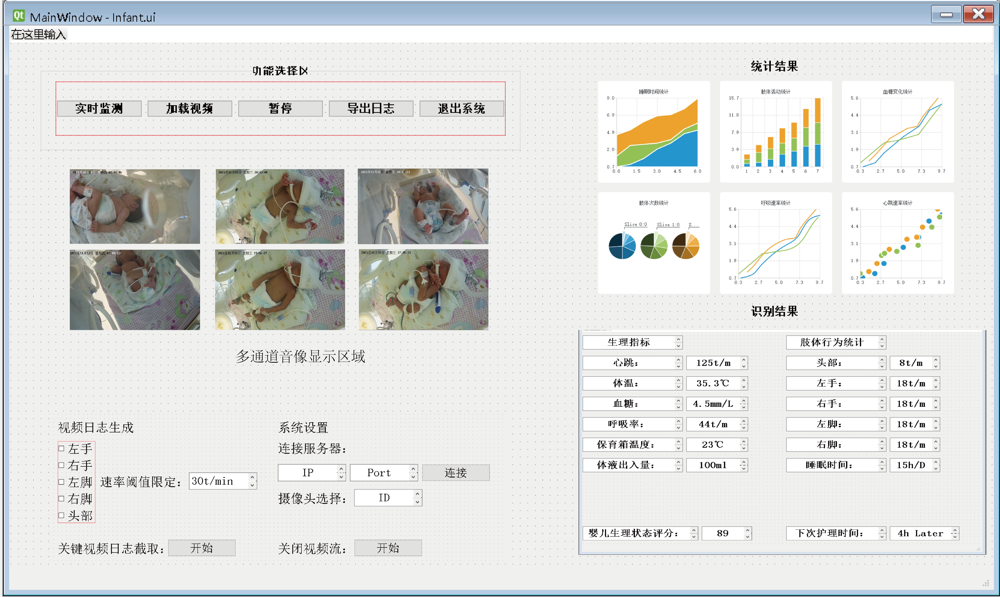 MainWindow - Infant.ui
在这里输入
功能选择区
实时监测 加载视频 暂停 导出日志 退出系统
2021年12月15日 星期三 20:43:08
2021年11月12日 星期五 10:19:23
2021年11月11日 星期四 09:03:13
2021年12月15日 星期三 19:56:27
2021年12月15日 星期三 17:35:13
多通道音像显示区域
视频日志生成
左手
右手
左脚
右脚
头部
速率阈值限定: 30t/min
关键视频日志截取: 开始
系统设置
连接服务器:
IP Port 连接
摄像头选择: ID
关闭视频流: 开始
统计结果
睡眠时间统计
9.0
6.9
4.9
2.8
0.7
0.0 1.5 3.0 4.5 6.0
肢体活动统计
15.7
11.8
7.9
3.9
0.0
1 2 3 4 5 6 7
血糖变化统计
5.6
4.4
3.1
1.9
0.7
0.3 2.7 5.0 7.3 9.7
肢体次数统计
Slice 0:0 Slice 1:0 S...
呼吸速率统计
5.6
4.4
3.1
1.9
0.7
0.3 2.7 5.0 7.3 9.7
心跳速率统计
5.6
4.4
3.1
1.9
0.7
0.3 2.7 5.0 7.3 9.7
识别结果
生理指标 肢体行为统计
心跳: 125t/m 头部: 8t/m
体温: 35.3℃ 左手: 18t/m
血糖: 4.5mm/L 右手: 18t/m
呼吸率: 44t/m 左脚: 18t/m
保育箱温度: 23℃ 右脚: 18t/m
体液出入量: 100ml 睡眠时间: 15h/D
婴儿生理状态评分: 89 下次护理时间: 4h Later